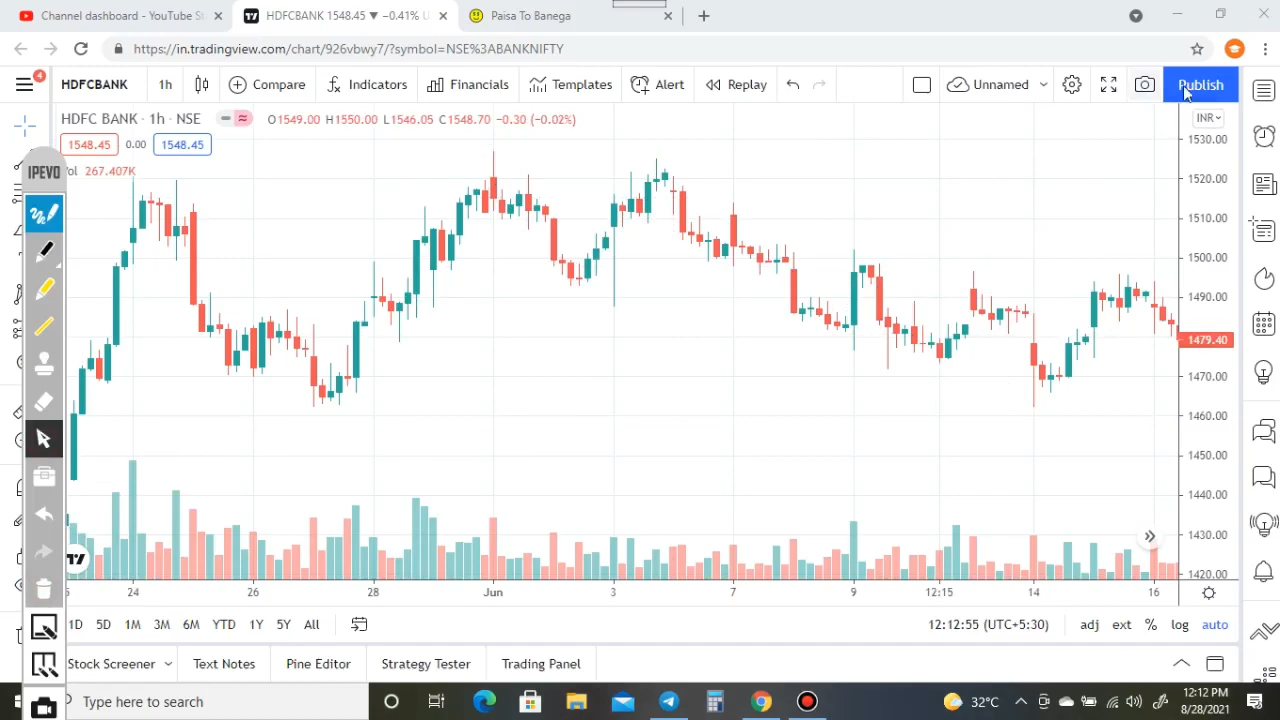 Channel dashboard - YouTube St
HDFCBANK 1548.45 ▼ −0.41% U
Paisa To Banega
https://in.tradingview.com/chart/926vbwy7/?symbol=NSE%3ABANKNIFTY
4
HDFCBANK 1h Compare Indicators Financials Templates Alert Replay Unnamed Publish
HDFC BANK · 1h · NSE O1549.00 H1550.00 L1546.05 C1548.70 −0.30 (−0.02%)
INR
1548.45 0.00 1548.45
IPEVO
Vol 267.407K
1530.00
1520.00
1510.00
1500.00
1490.00
1479.40
1470.00
1460.00
1450.00
1440.00
1430.00
1420.00
24 26 28 Jun 3 7 9 12:15 14 16
1D 5D 1M 3M 6M YTD 1Y 5Y All
12:12:55 (UTC+5:30) adj ext % log auto
Stock Screener Text Notes Pine Editor Strategy Tester Trading Panel
Type here to search
32°C
12:12 PM
8/28/2021